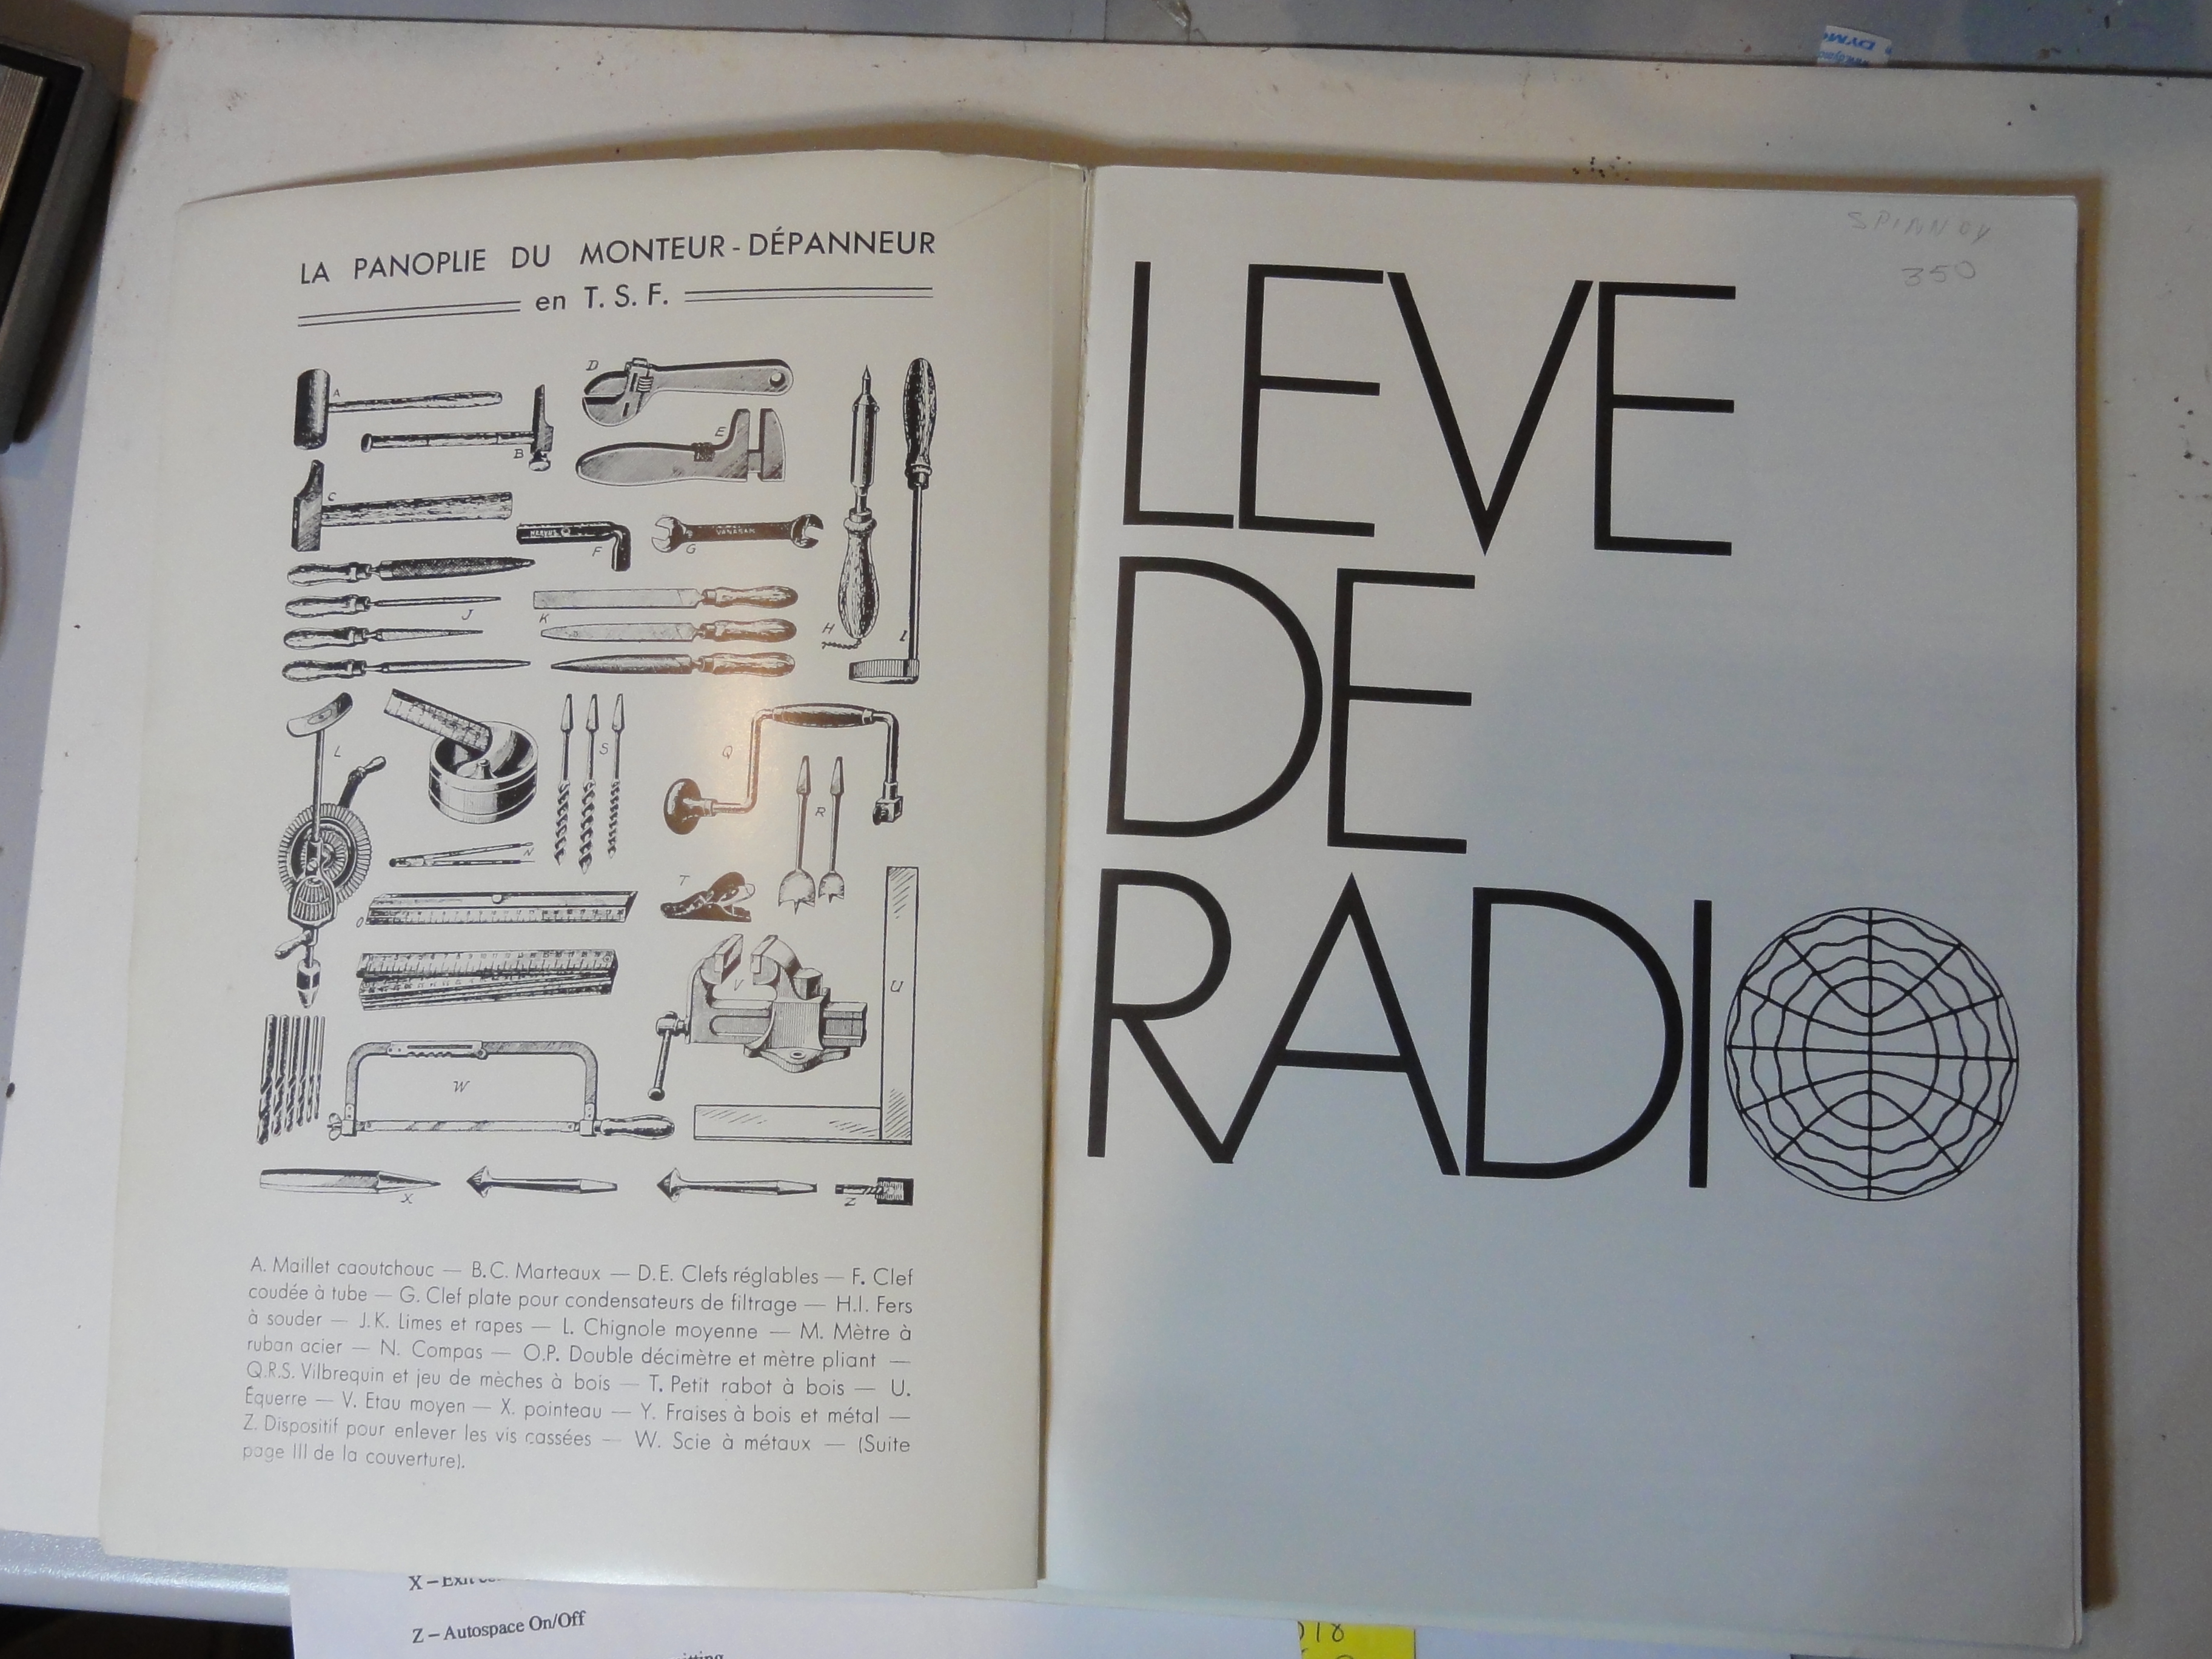 LA PANOPLIE DU MONTEUR-DÉPANNEUR
en T. S. F.
A
B
C
D
E
F
G
H
I
J
K
L
N
O
Q
R
S
T
U
V
W
X
Z
A. Maillet caoutchouc — B.C. Marteaux — D.E. Clefs réglables — F. Clef
coudée à tube — G. Clef plate pour condensateurs de filtrage — H.I. Fers
à souder — J.K. Limes et rapes — L. Chignole moyenne — M. Mètre à
ruban acier — N. Compas — O.P. Double décimètre et mètre pliant —
Q.R.S. Vilbrequin et jeu de mèches à bois — T. Petit rabot à bois — U.
Équerre — V. Etau moyen — X. pointeau — Y. Fraises à bois et métal —
Z. Dispositif pour enlever les vis cassées — W. Scie à métaux — (Suite
page III de la couverture).
350
LEVE
DE
RADIO
DYMO
X – Exit
Z – Autospace On/Off
018